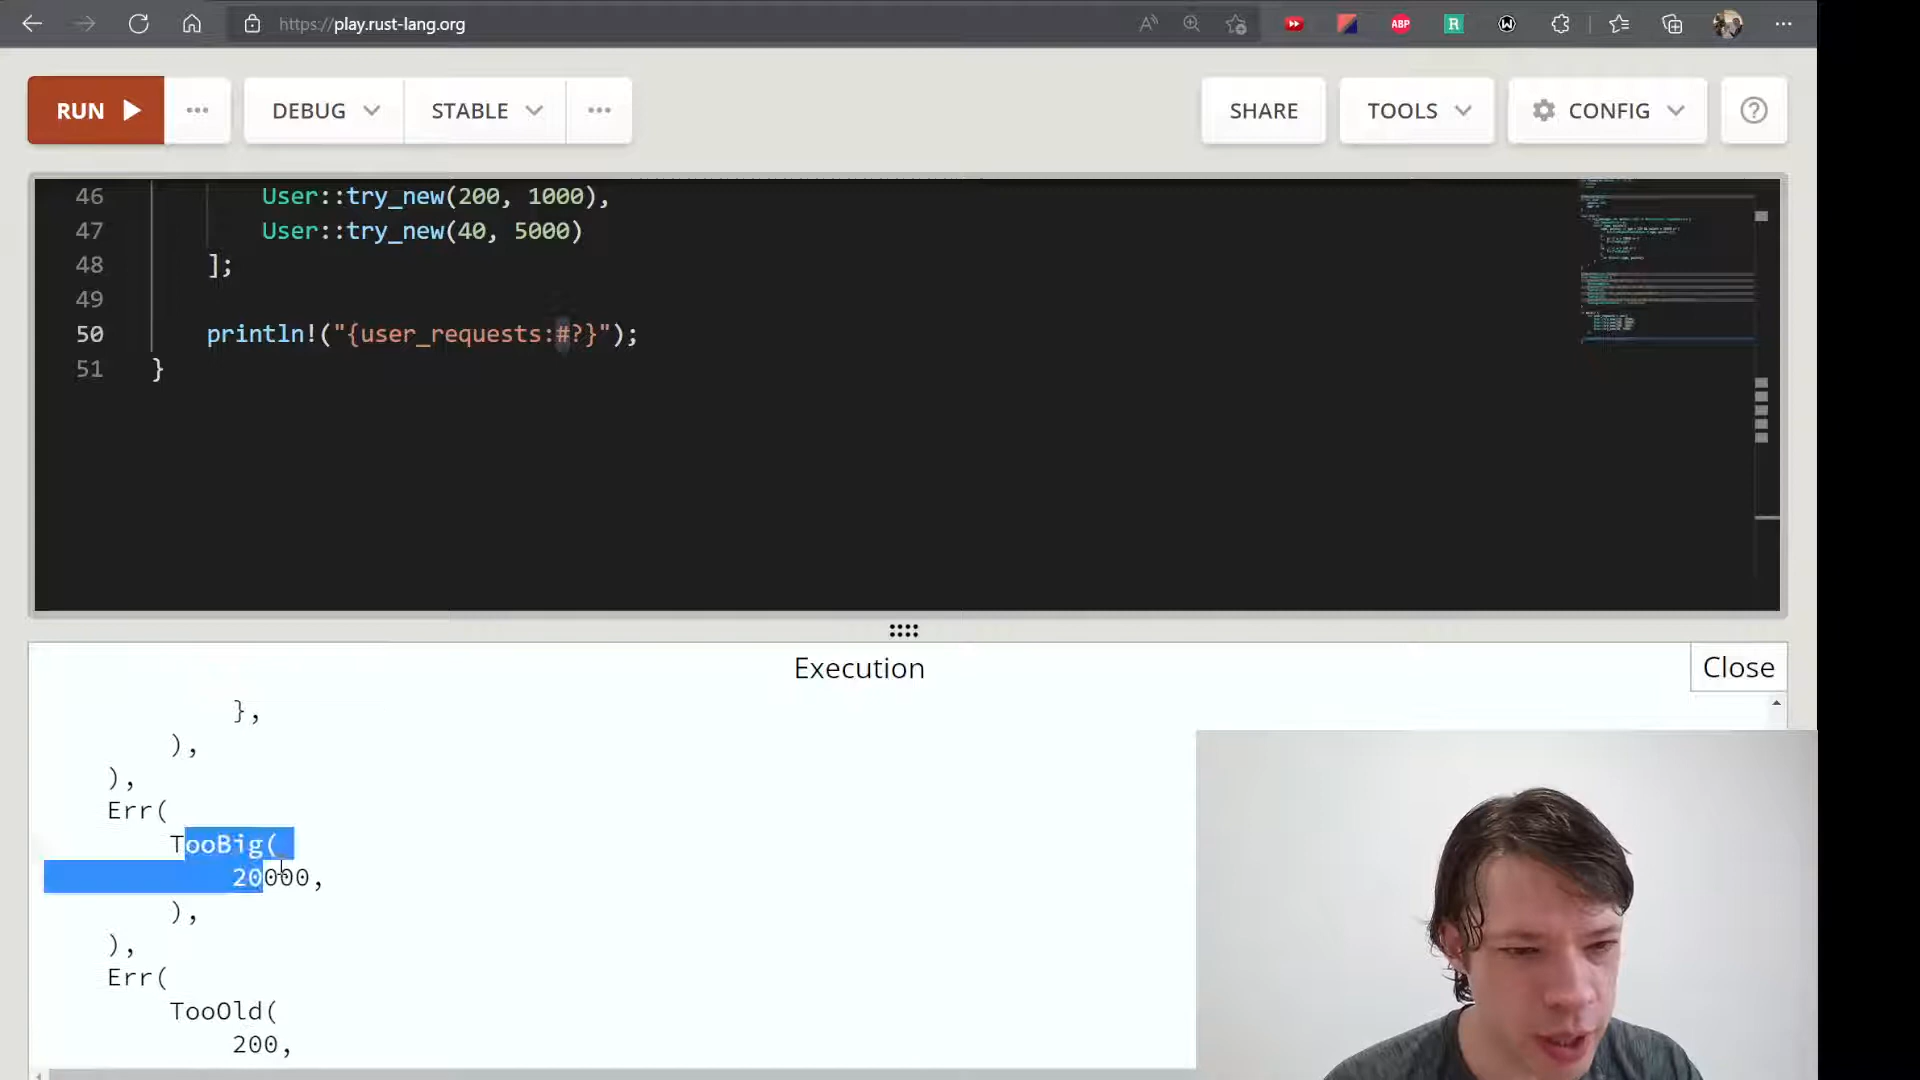 https://play.rust-lang.org
ABP
R
W
RUN
DEBUG
STABLE
SHARE
TOOLS
CONFIG
46 User::try_new(200, 1000),
47 User::try_new(40, 5000)
48 ];
49
50 println!("{user_requests:#?}");
51 }
Execution
Close
},
),
),
Err(
TooBig(
20000,
),
),
Err(
TooOld(
200,